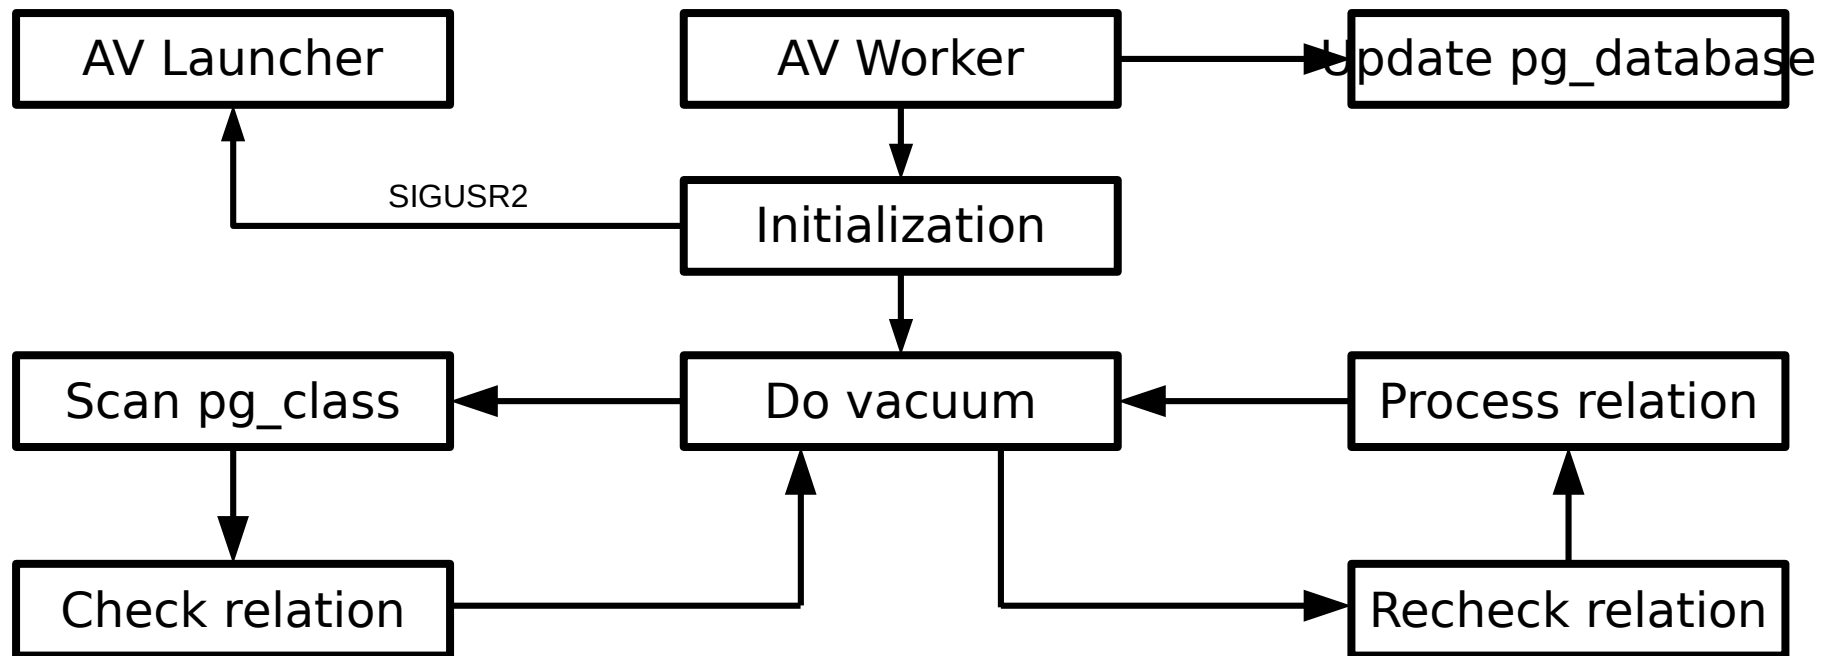 AV Launcher
AV Worker
Update pg_database
SIGUSR2
Initialization
Scan pg_class
Do vacuum
Process relation
Check relation
Recheck relation